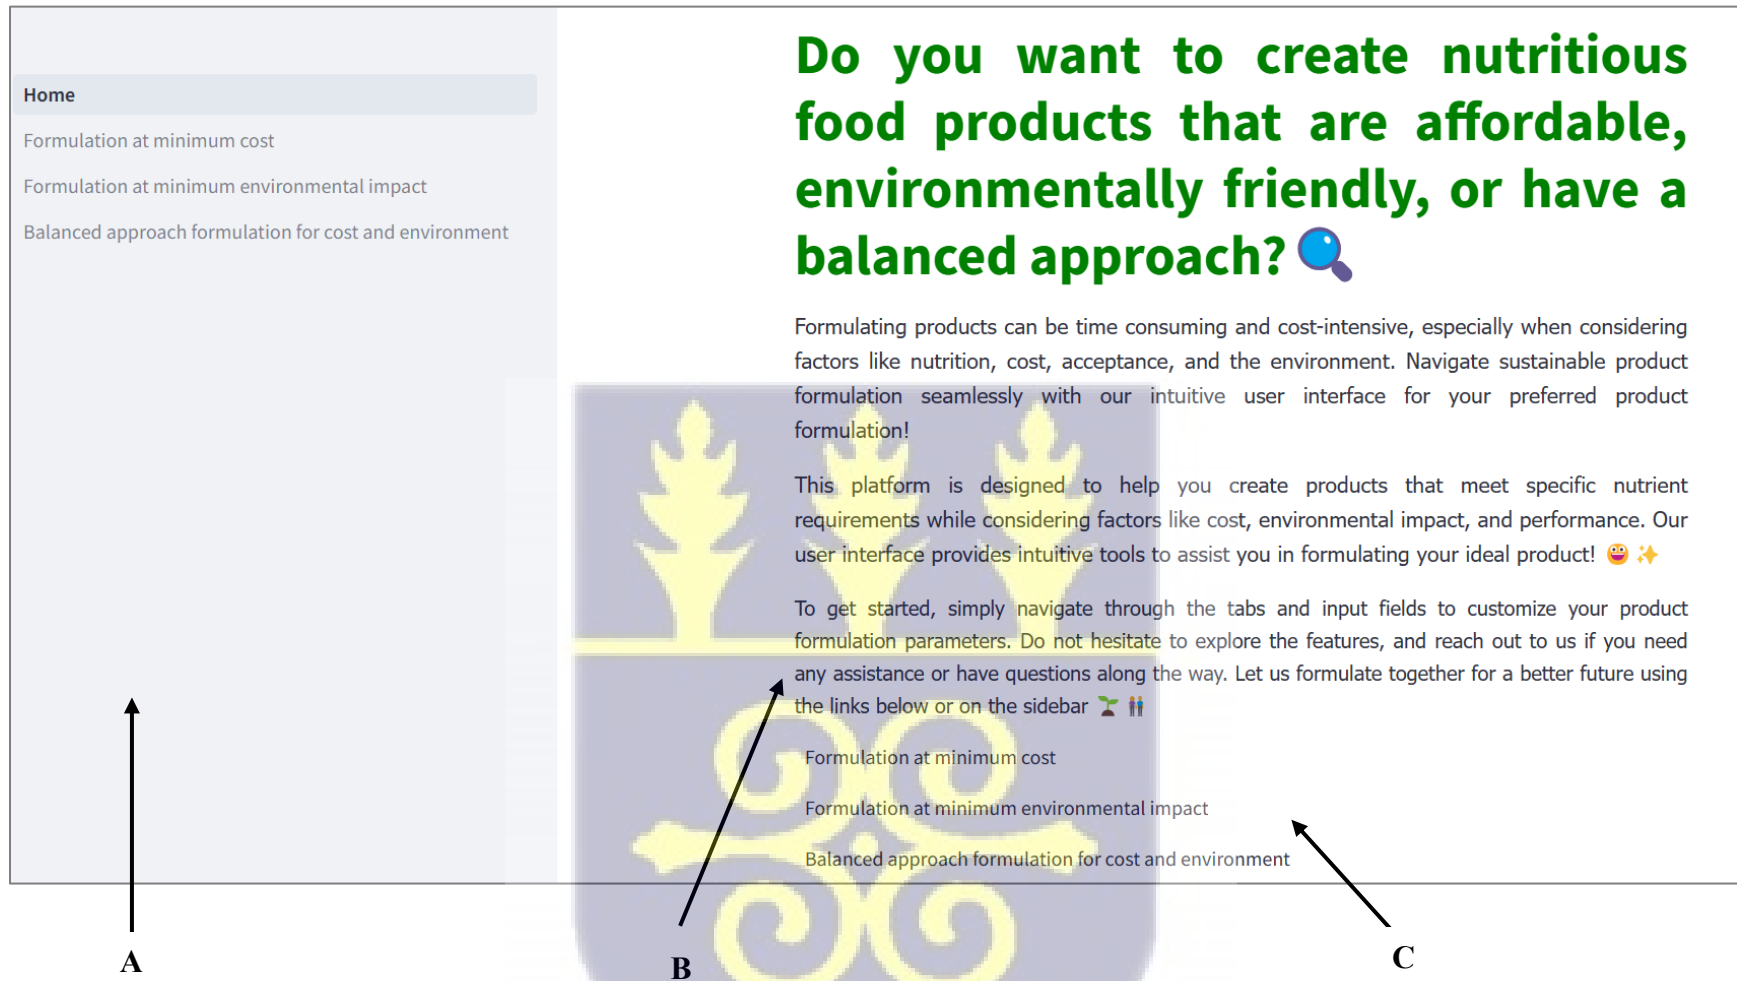 Home
Formulation at minimum cost
Formulation at minimum environmental impact
Balanced approach formulation for cost and environment
Do you want to create nutritious
food products that are affordable,
environmentally friendly, or have a
balanced approach?
Formulating products can be time consuming and cost-intensive, especially when considering
factors like nutrition, cost, acceptance, and the environment. Navigate sustainable product
formulation seamlessly with our intuitive user interface for your preferred product
formulation!
This platform is designed to help you create products that meet specific nutrient
requirements while considering factors like cost, environmental impact, and performance. Our
user interface provides intuitive tools to assist you in formulating your ideal product!
To get started, simply navigate through the tabs and input fields to customize your product
formulation parameters. Do not hesitate to explore the features, and reach out to us if you need
any assistance or have questions along the way. Let us formulate together for a better future using
the links below or on the sidebar
Formulation at minimum cost
Formulation at minimum environmental impact
Balanced approach formulation for cost and environment
A
B
C